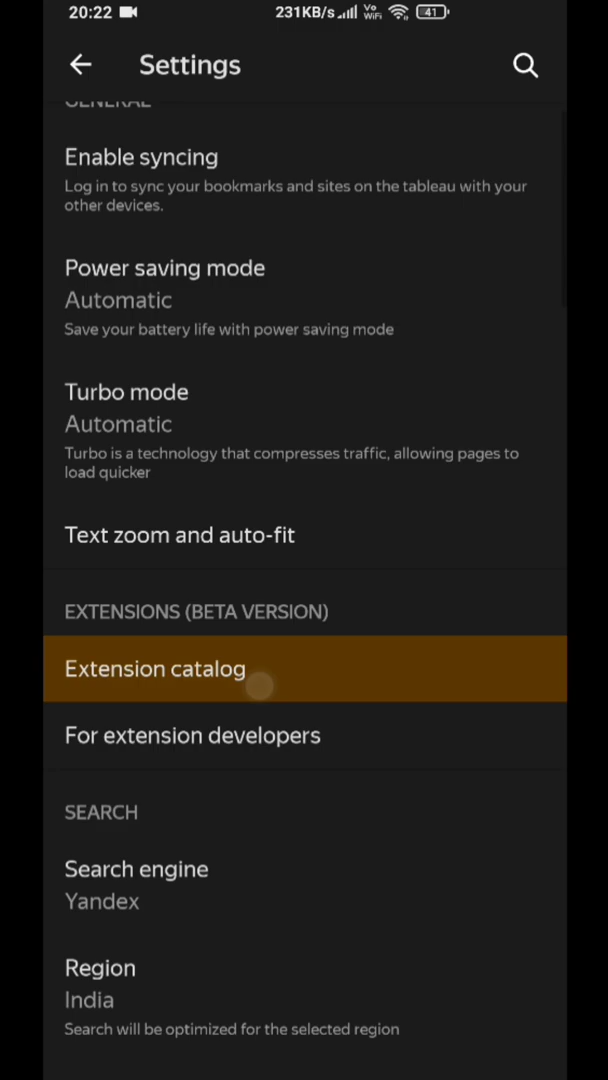 20:22 231KB/s Vo WiFi 41
Settings
GENERAL
Enable syncing
Log in to sync your bookmarks and sites on the tableau with your
other devices.
Power saving mode
Automatic
Save your battery life with power saving mode
Turbo mode
Automatic
Turbo is a technology that compresses traffic, allowing pages to
load quicker
Text zoom and auto-fit
EXTENSIONS (BETA VERSION)
Extension catalog
For extension developers
SEARCH
Search engine
Yandex
Region
India
Search will be optimized for the selected region